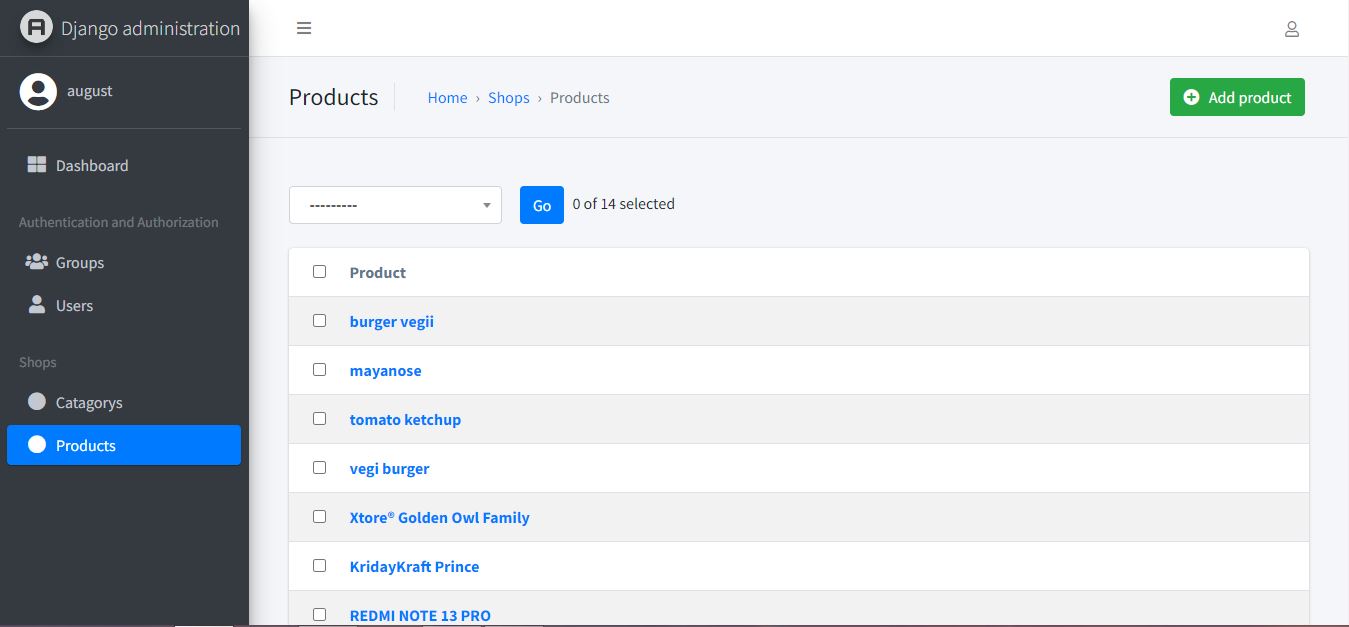 Django administration
august
Dashboard
Authentication and Authorization
Groups
Users
Shops
Catagorys
Products
Products
Home › Shops › Products
Add product
---------
Go
0 of 14 selected
Product
burger vegii
mayanose
tomato ketchup
vegi burger
Xtore® Golden Owl Family
KridayKraft Prince
REDMI NOTE 13 PRO